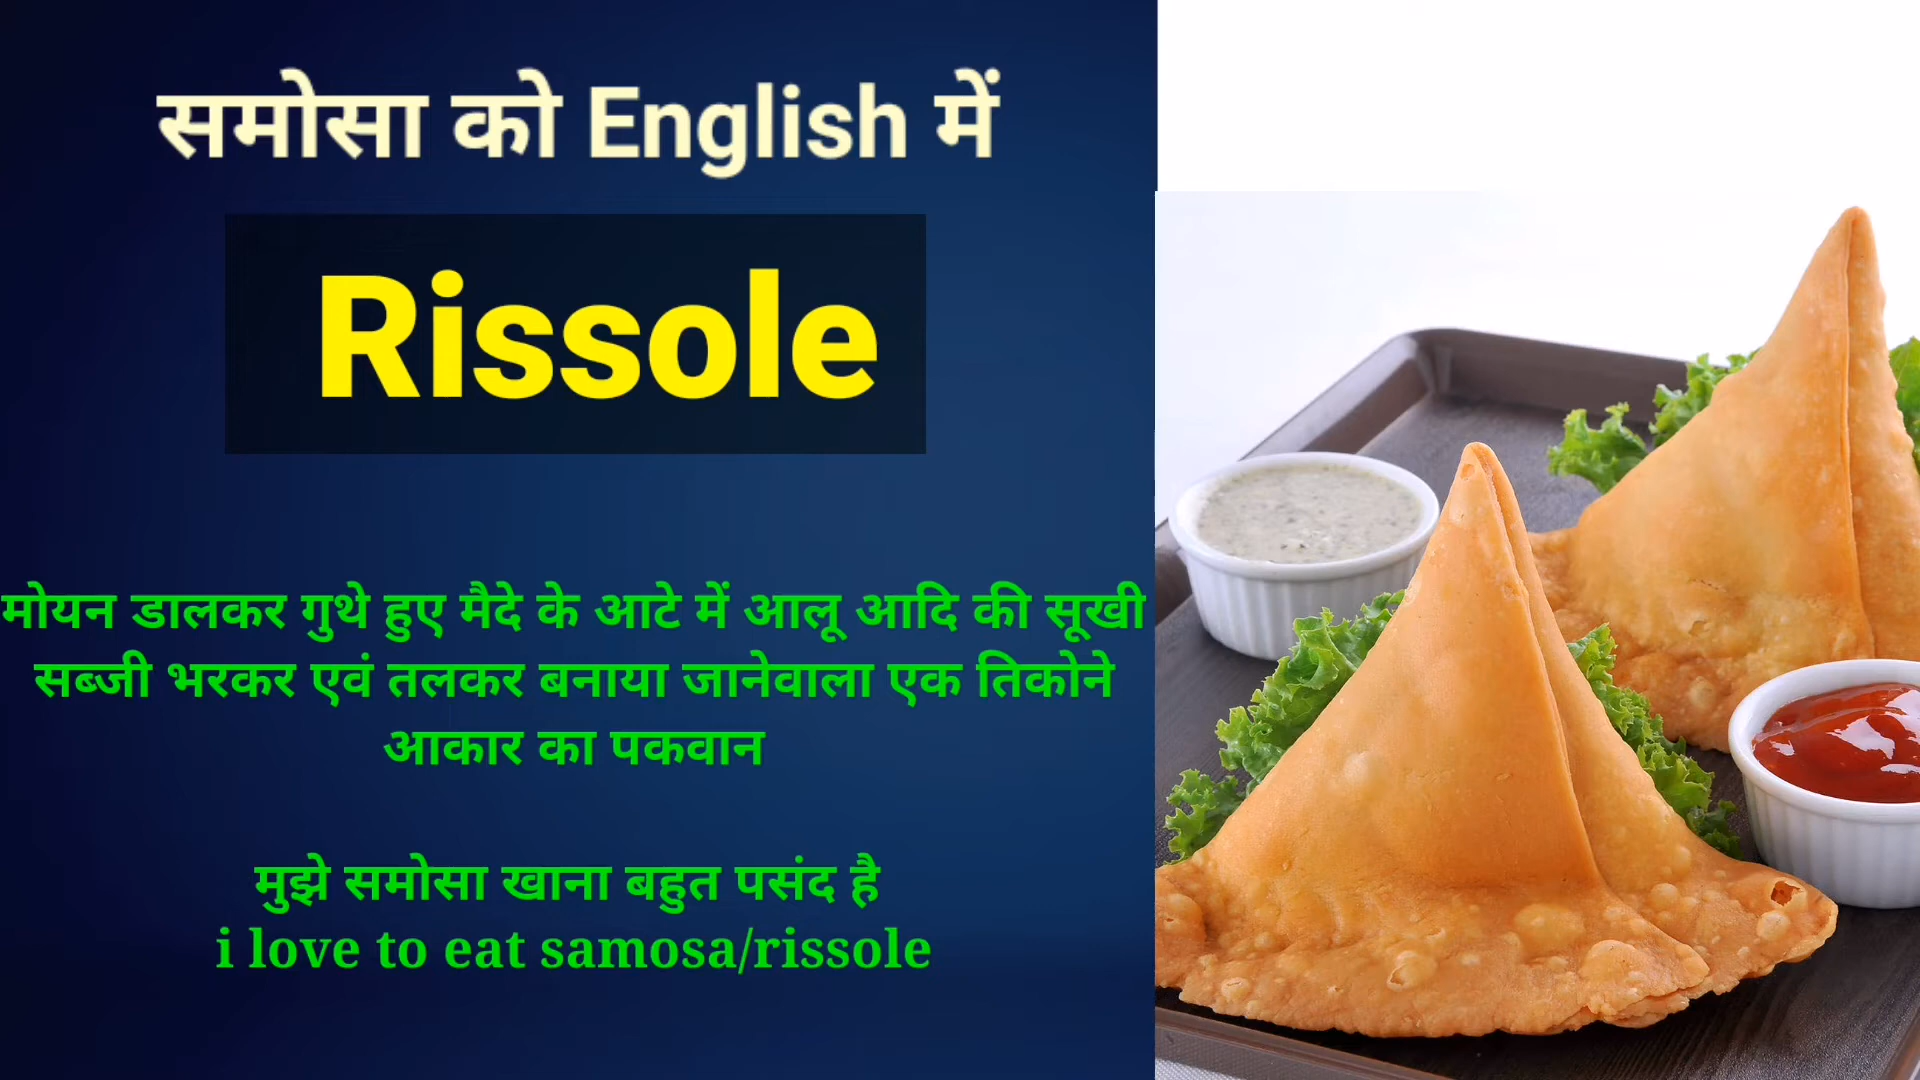 समोसा को English में
Rissole
मोयन डालकर गुथे हुए मैदे के आटे में आलू आदि की सूखी
सब्जी भरकर एवं तलकर बनाया जानेवाला एक तिकोने
आकार का पकवान
मुझे समोसा खाना बहुत पसंद है
i love to eat samosa/rissole